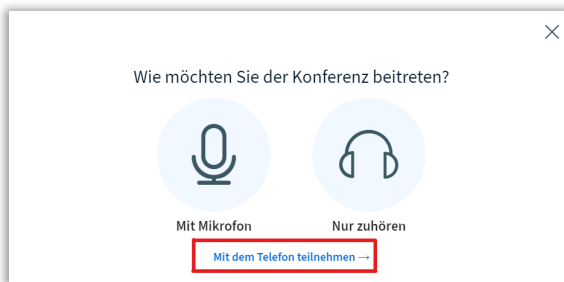 Wie möchten Sie der Konferenz beitreten?
Mit Mikrofon
Nur zuhören
Mit dem Telefon teilnehmen →